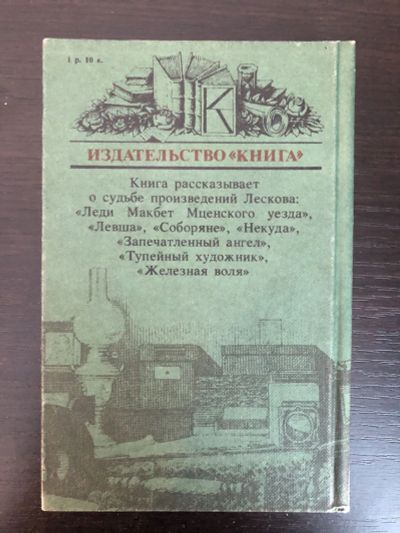 1 р. 10 к.
К
ИЗДАТЕЛЬСТВО «КНИГА»
Книга рассказывает
о судьбе произведений Лескова:
«Леди Макбет Мценского уезда»,
«Левша», «Соборяне», «Некуда»,
«Запечатленный ангел»,
«Тупейный художник»,
«Железная воля»